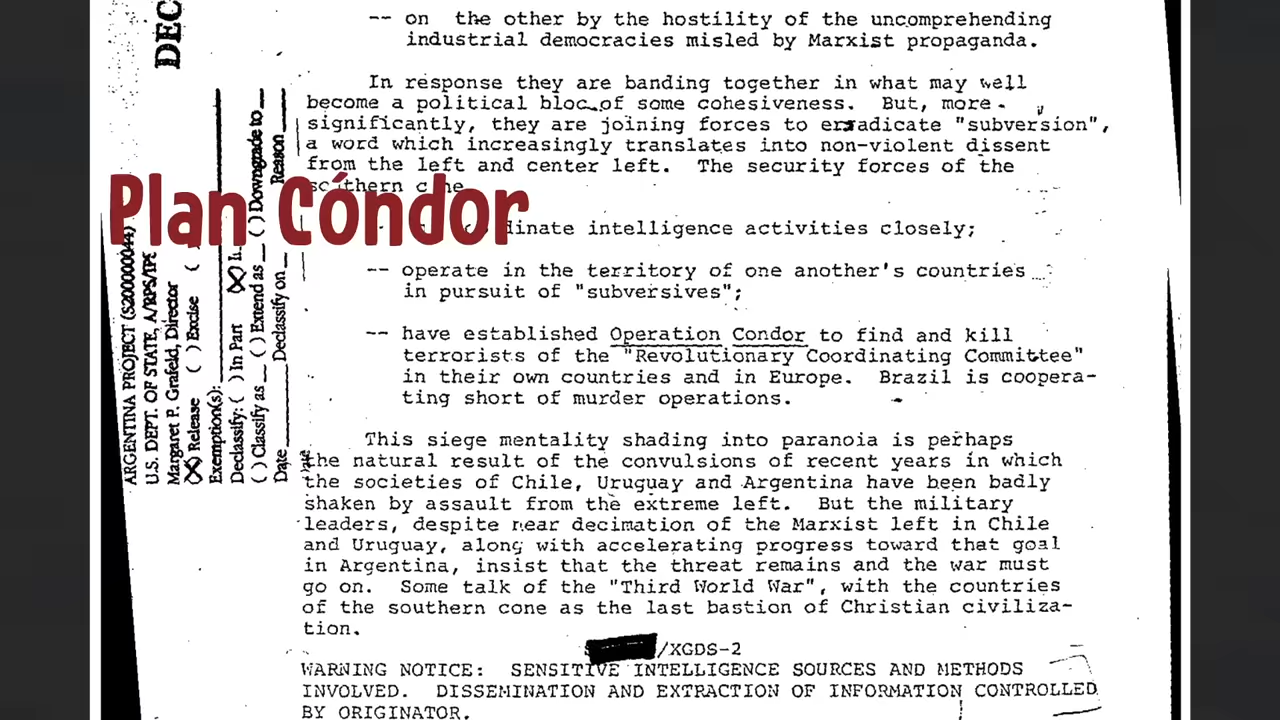 DEC
-- on the other by the hostility of the uncomprehending
industrial democracies misled by Marxist propaganda.
In response they are banding together in what may well
become a political bloc of some cohesiveness. But, more
significantly, they are joining forces to eradicate "subversion",
a word which increasingly translates into non-violent dissent
from the left and center left. The security forces of the
southern cone
Plan Cóndor
dinate intelligence activities closely;
-- operate in the territory of one another's countries
in pursuit of "subversives";
-- have established Operation Condor to find and kill
terrorists of the "Revolutionary Coordinating Committee"
in their own countries and in Europe. Brazil is coopera-
ting short of murder operations.
This siege mentality shading into paranoia is perhaps
the natural result of the convulsions of recent years in which
the societies of Chile, Uruguay and Argentina have been badly
shaken by assault from the extreme left. But the military
leaders, despite near decimation of the Marxist left in Chile
and Uruguay, along with accelerating progress toward that goal
in Argentina, insist that the threat remains and the war must
go on. Some talk of the "Third World War", with the countries
of the southern cone as the last bastion of Christian civiliza-
tion.
/XGDS-2
WARNING NOTICE: SENSITIVE INTELLIGENCE SOURCES AND METHODS
INVOLVED. DISSEMINATION AND EXTRACTION OF INFORMATION CONTROLLED
BY ORIGINATOR.
ARGENTINA PROJECT (S200000044)
U.S. DEPT. OF STATE, A/RPS/IPS
Margaret P. Grafeld, Director
(X) Release ( ) Excise (
Exemption(s):
Declassify: ( ) In Part (X) I
( ) Classify as __ ( ) Extend as __ ( ) Downgrade to __
Date ____ Declassify on ____ Reason ____